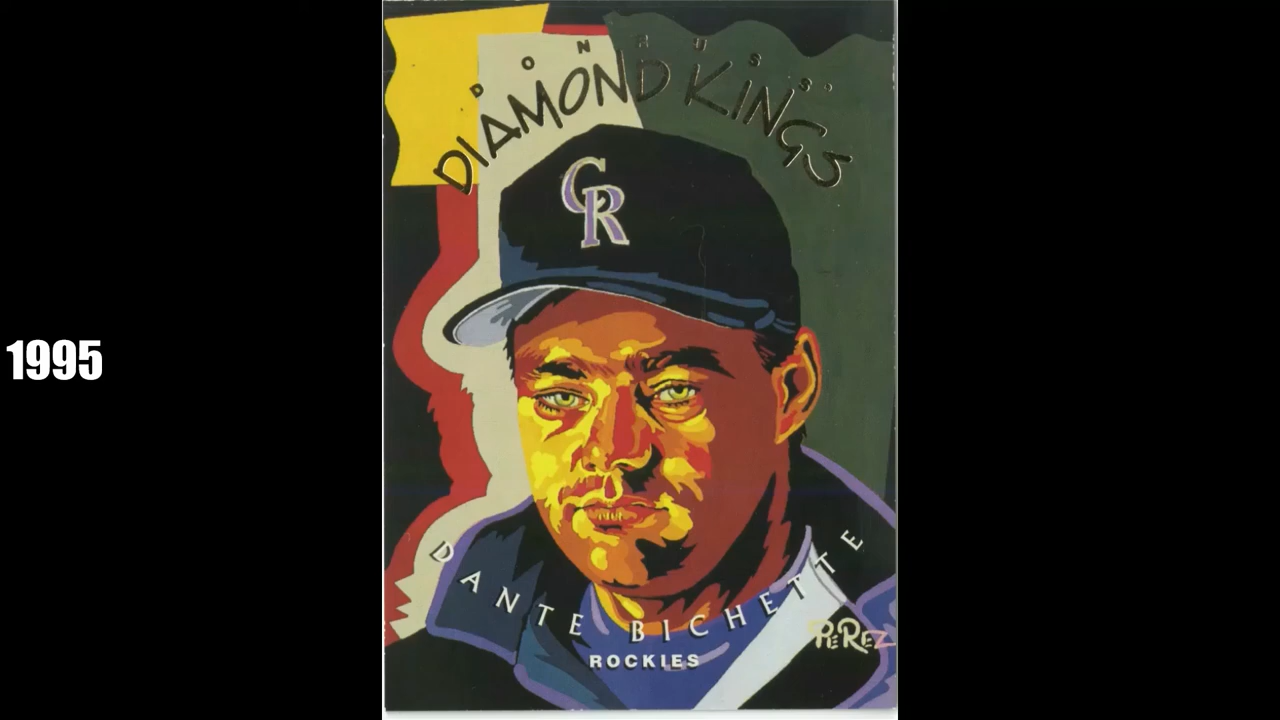 DONRUSS
DIAMOND KINGS
CR
1995
DANTE BICHETTE
PEREZ
ROCKIES